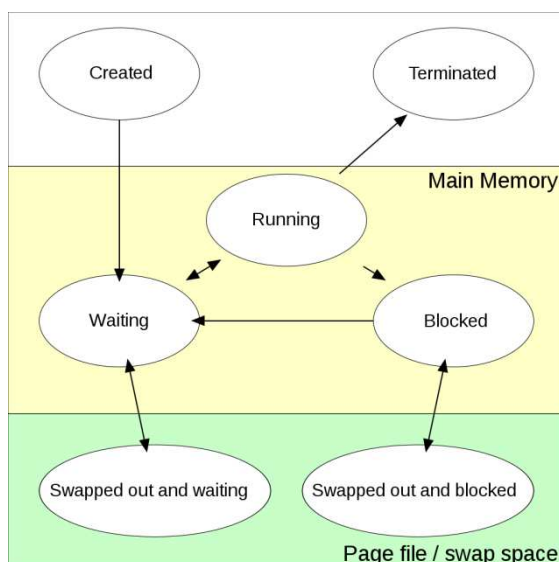 Created
Terminated
Main Memory
Running
Waiting
Blocked
Swapped out and waiting
Swapped out and blocked
Page file / swap space